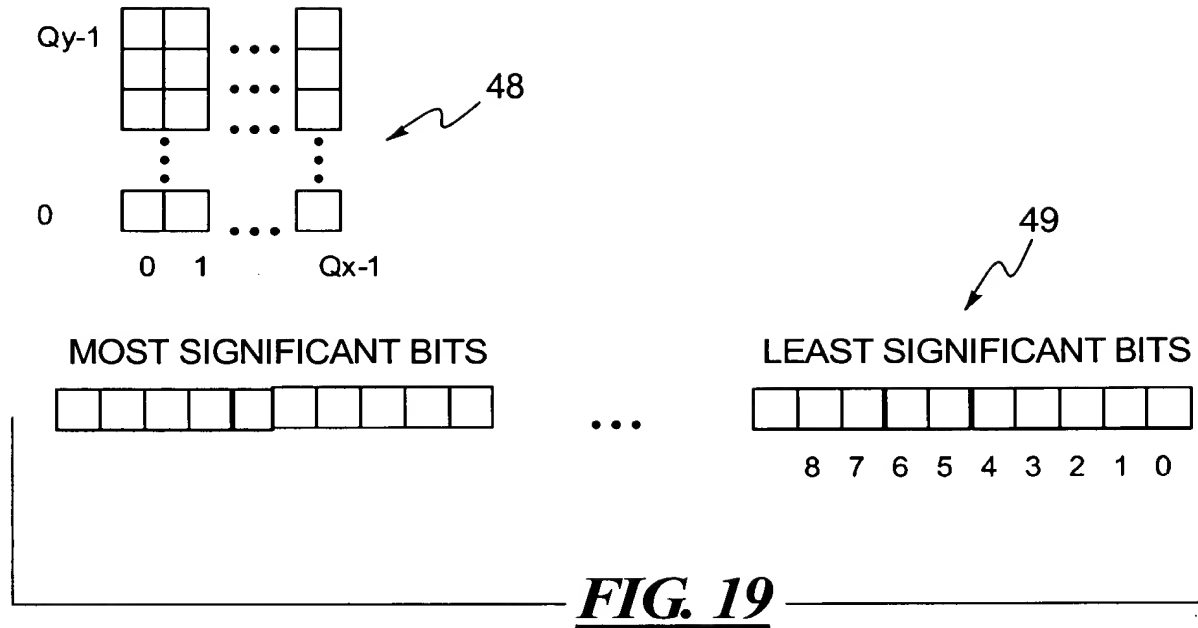 Qy-1
48
0
0 1 Qx-1
49
MOST SIGNIFICANT BITS
LEAST SIGNIFICANT BITS
...
8 7 6 5 4 3 2 1 0
FIG. 19